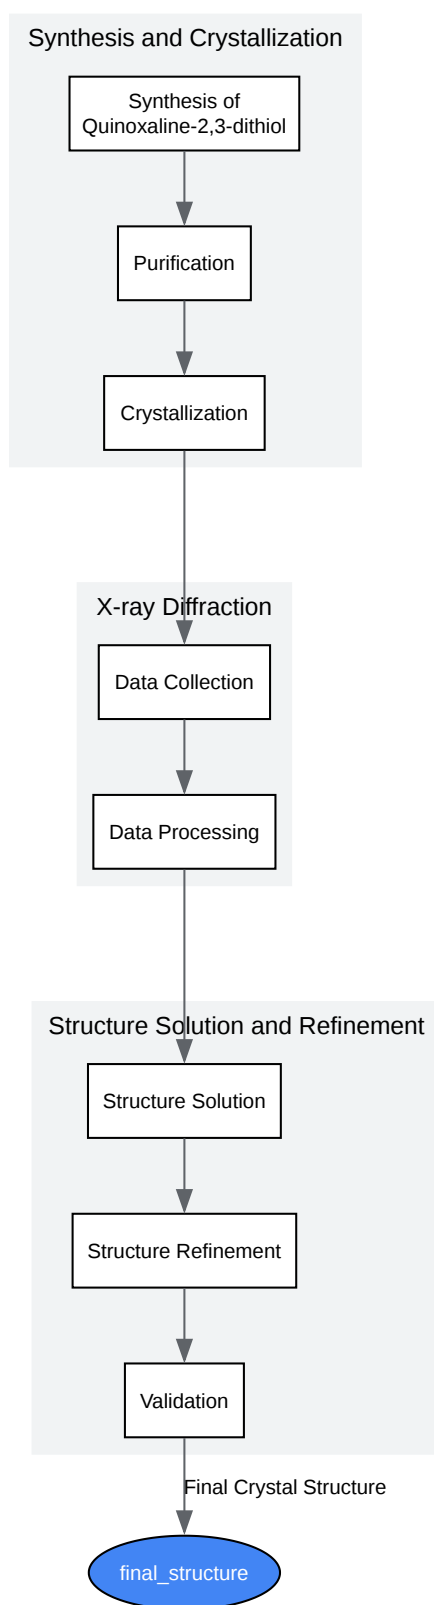 Synthesis and Crystallization
Synthesis of
Quinoxaline-2,3-dithiol
Purification
Crystallization
X-ray Diffraction
Data Collection
Data Processing
Structure Solution and Refinement
Structure Solution
Structure Refinement
Validation
Final Crystal Structure
final_structure